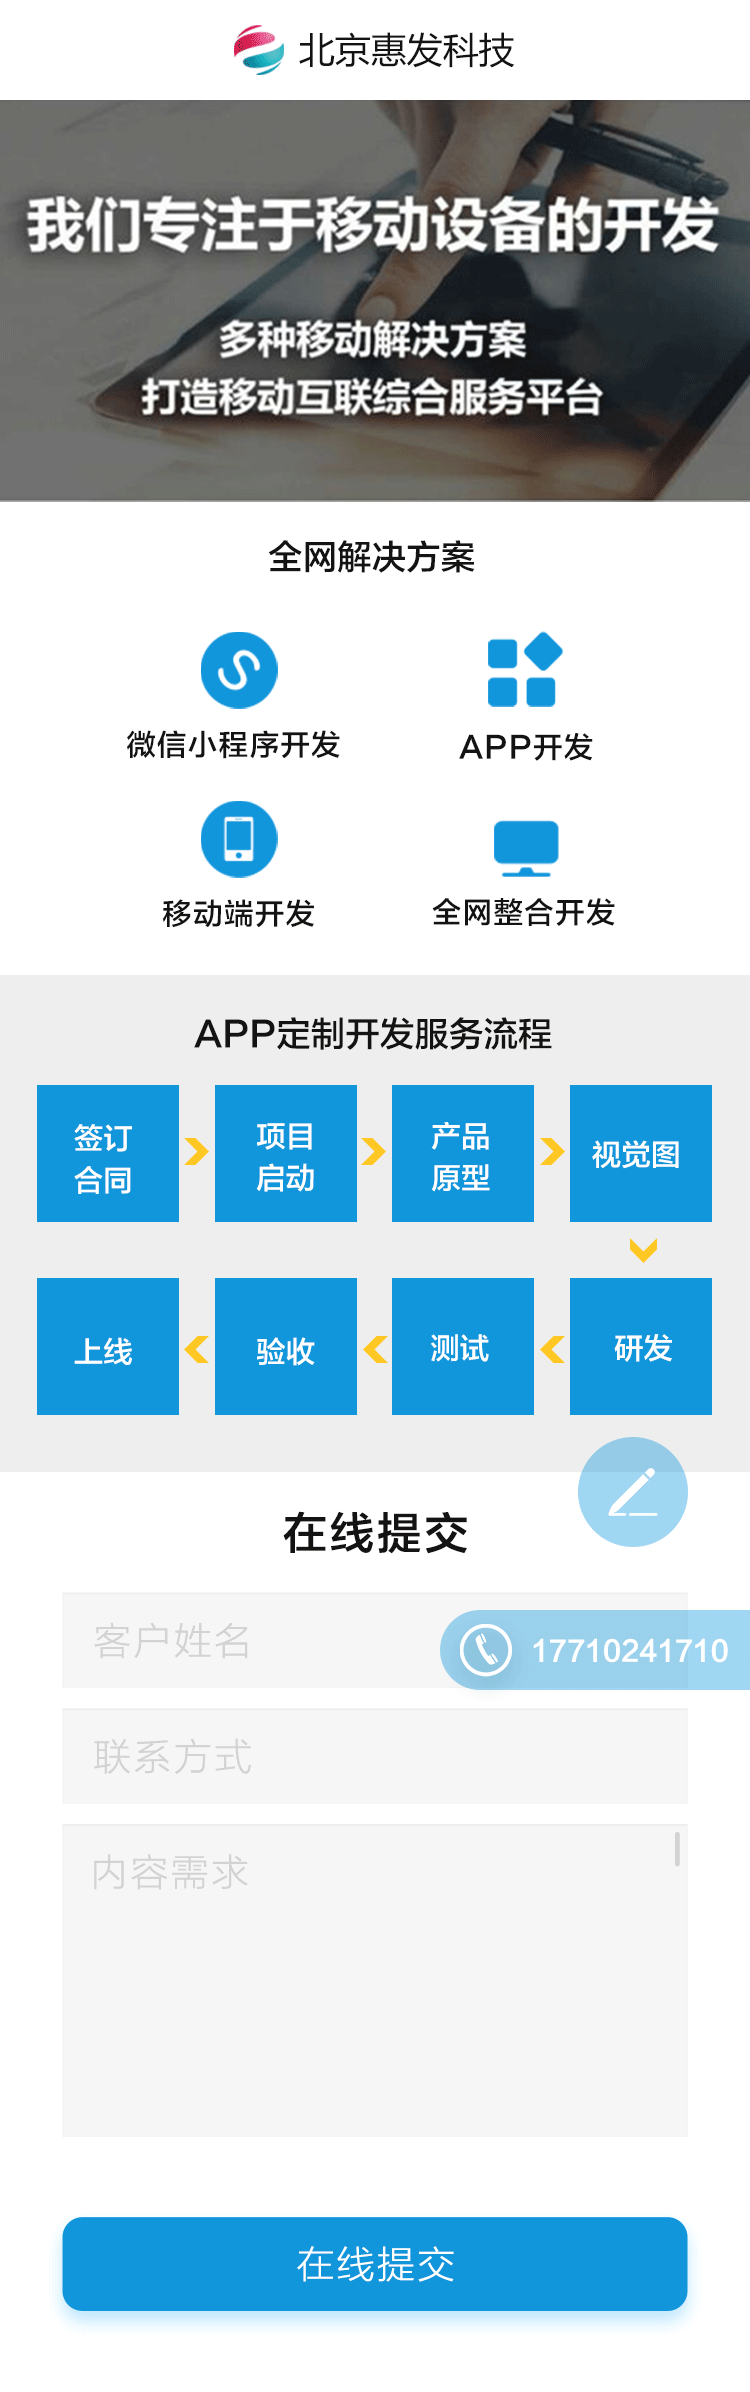 北京惠发科技
我们专注于移动设备的开发
多种移动解决方案
打造移动互联综合服务平台
全网解决方案
微信小程序开发
APP开发
移动端开发
全网整合开发
APP定制开发服务流程
签订
合同
项目
启动
产品
原型
视觉图
研发
测试
验收
上线
在线提交
客户姓名
17710241710
联系方式
内容需求
在线提交